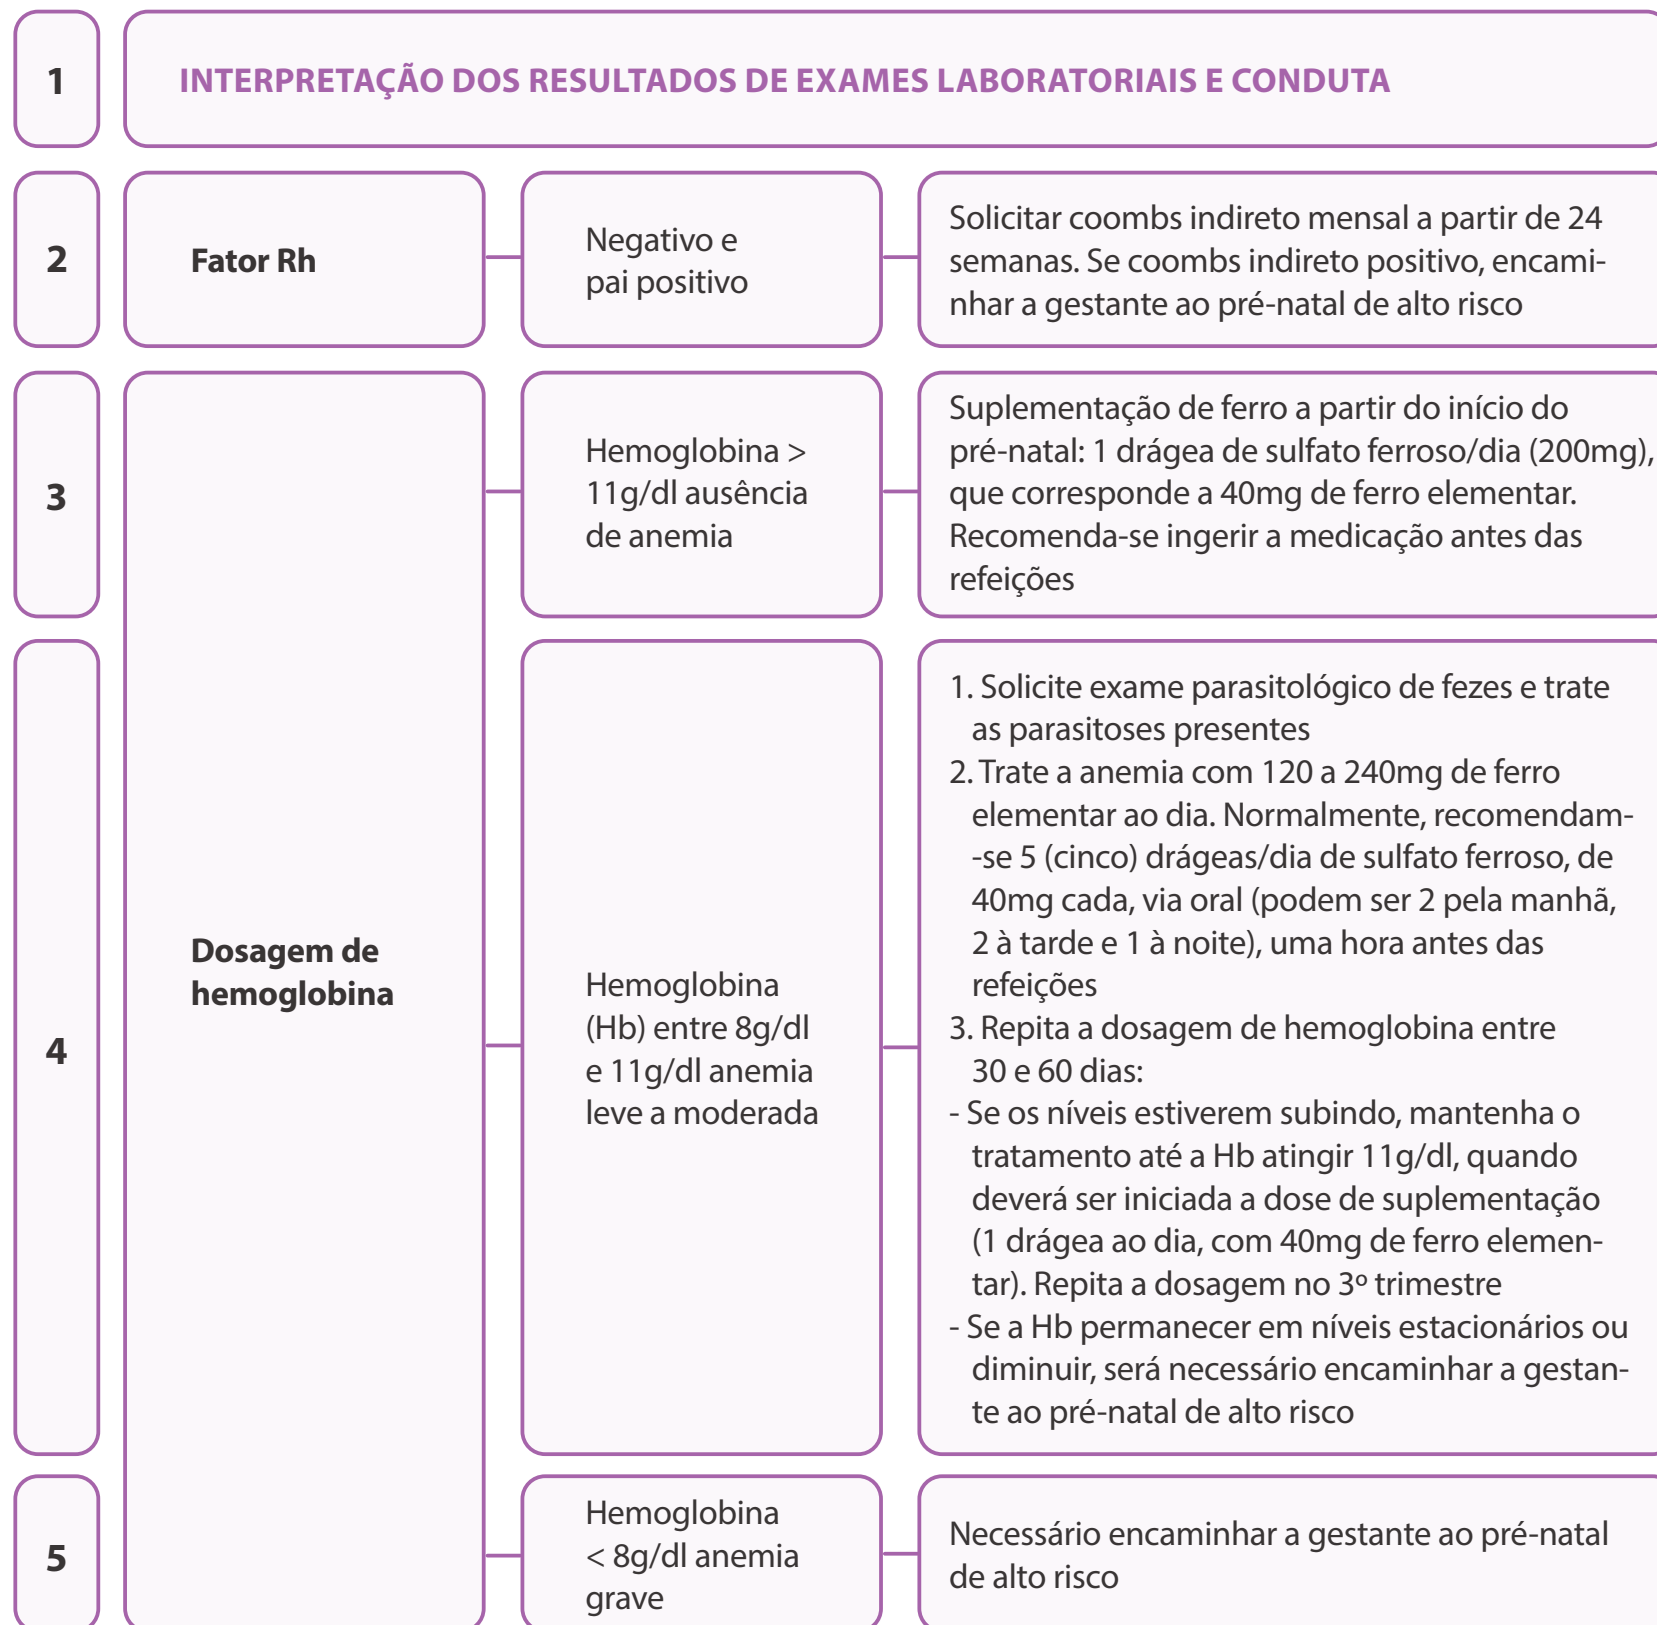 1
INTERPRETAÇÃO DOS RESULTADOS DE EXAMES LABORATORIAIS E CONDUTA
2
Fator Rh
Negativo e
pai positivo
Solicitar coombs indireto mensal a partir de 24
semanas. Se coombs indireto positivo, encami-
nhar a gestante ao pré-natal de alto risco
3
Dosagem de
hemoglobina
Hemoglobina >
11g/dl ausência
de anemia
Suplementação de ferro a partir do início do
pré-natal: 1 drágea de sulfato ferroso/dia (200mg),
que corresponde a 40mg de ferro elementar.
Recomenda-se ingerir a medicação antes das
refeições
4
Hemoglobina
(Hb) entre 8g/dl
e 11g/dl anemia
leve a moderada
1. Solicite exame parasitológico de fezes e trate
as parasitoses presentes
2. Trate a anemia com 120 a 240mg de ferro
elementar ao dia. Normalmente, recomendam-
-se 5 (cinco) drágeas/dia de sulfato ferroso, de
40mg cada, via oral (podem ser 2 pela manhã,
2 à tarde e 1 à noite), uma hora antes das
refeições
3. Repita a dosagem de hemoglobina entre
30 e 60 dias:
- Se os níveis estiverem subindo, mantenha o
tratamento até a Hb atingir 11g/dl, quando
deverá ser iniciada a dose de suplementação
(1 drágea ao dia, com 40mg de ferro elemen-
tar). Repita a dosagem no 3º trimestre
- Se a Hb permanecer em níveis estacionários ou
diminuir, será necessário encaminhar a gestan-
te ao pré-natal de alto risco
5
Hemoglobina
< 8g/dl anemia
grave
Necessário encaminhar a gestante ao pré-natal
de alto risco